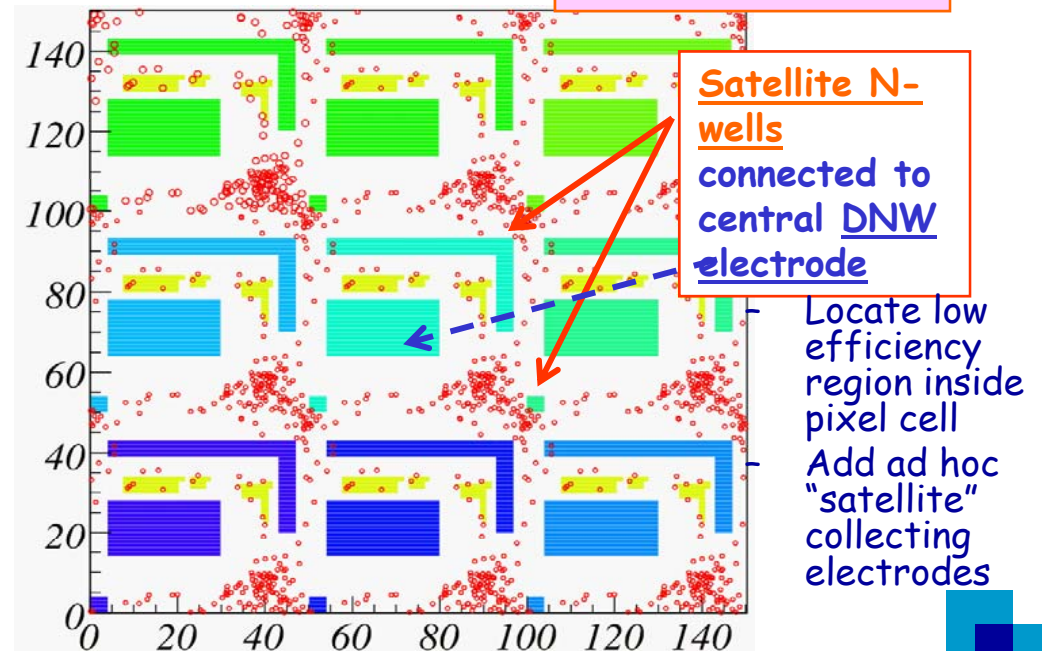 140
120
100
80
60
40
20
0
0 20 40 60 80 100 120 140
Satellite N-
wells
connected to
central DNW
electrode
- Locate low
efficiency
region inside
pixel cell
- Add ad hoc
“satellite”
collecting
electrodes